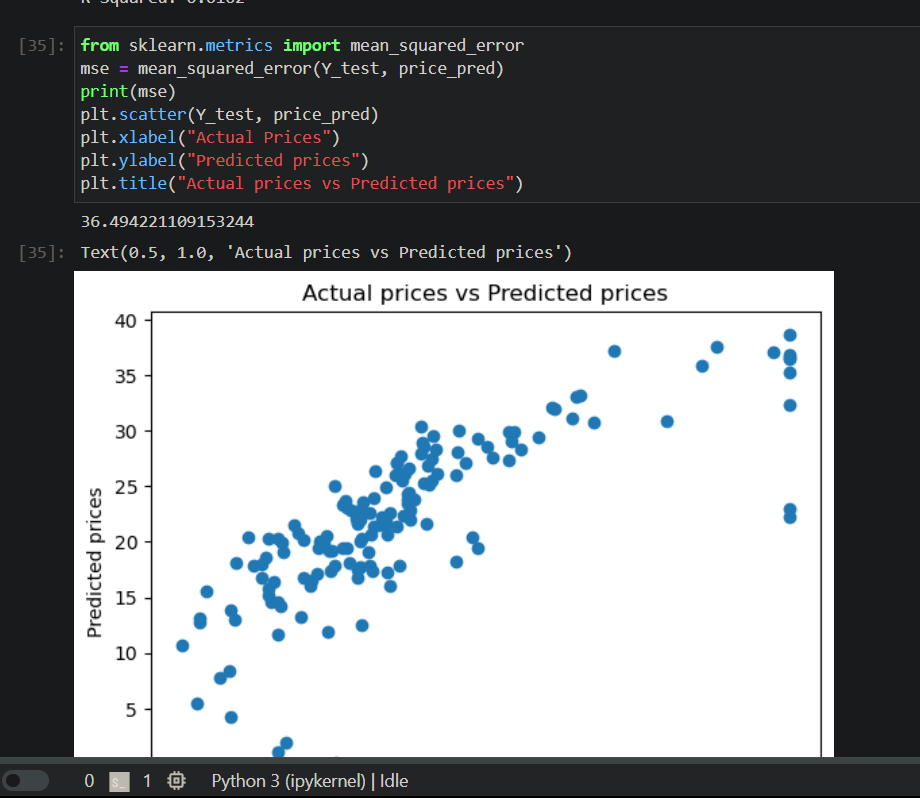 [35]: from sklearn.metrics import mean_squared_error
mse = mean_squared_error(Y_test, price_pred)
print(mse)
plt.scatter(Y_test, price_pred)
plt.xlabel("Actual Prices")
plt.ylabel("Predicted prices")
plt.title("Actual prices vs Predicted prices")
36.494221109153244
[35]: Text(0.5, 1.0, 'Actual prices vs Predicted prices')
Actual prices vs Predicted prices
40
35
30
25
20
15
10
5
Predicted prices
0 s_ 1 Python 3 (ipykernel) | Idle